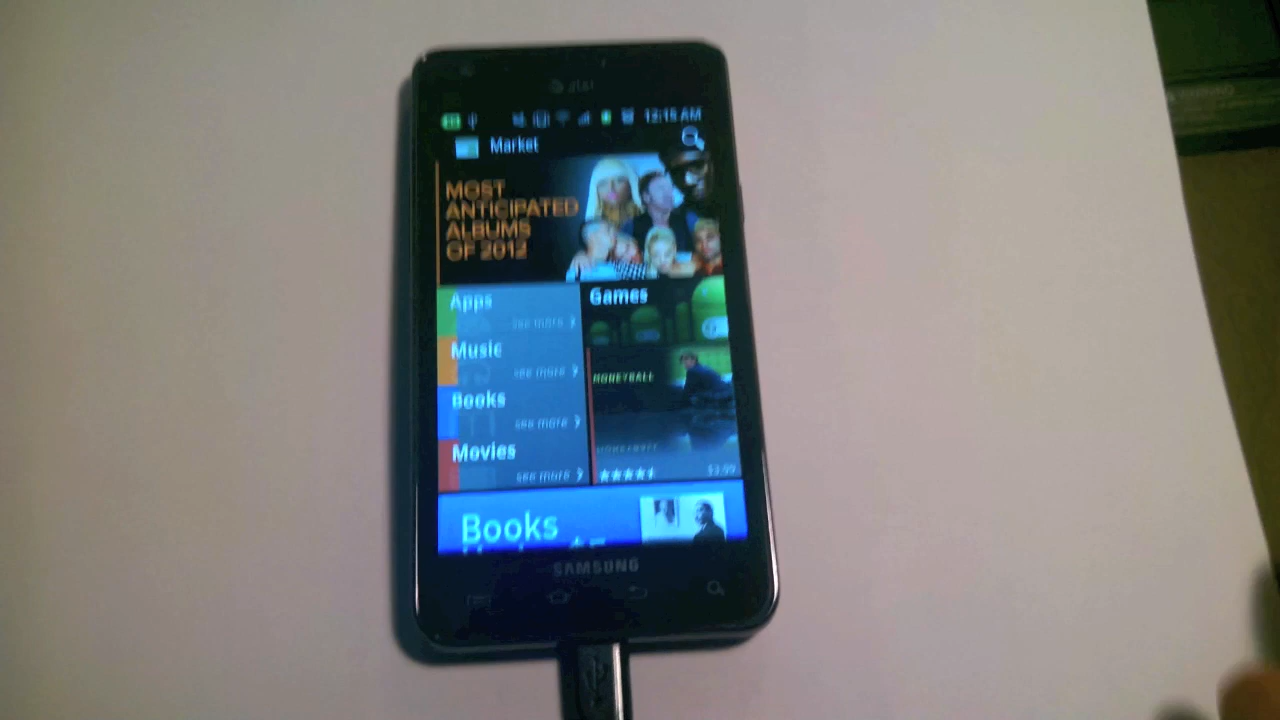 at&t
12:15 AM
Market
MOST
ANTICIPATED
ALBUMS
OF 2012
Apps
see more
Games
Music
see more
MONEYBALL
Books
see more
Movies
MONEYBALL
see more
$3.99
Books
SAMSUNG